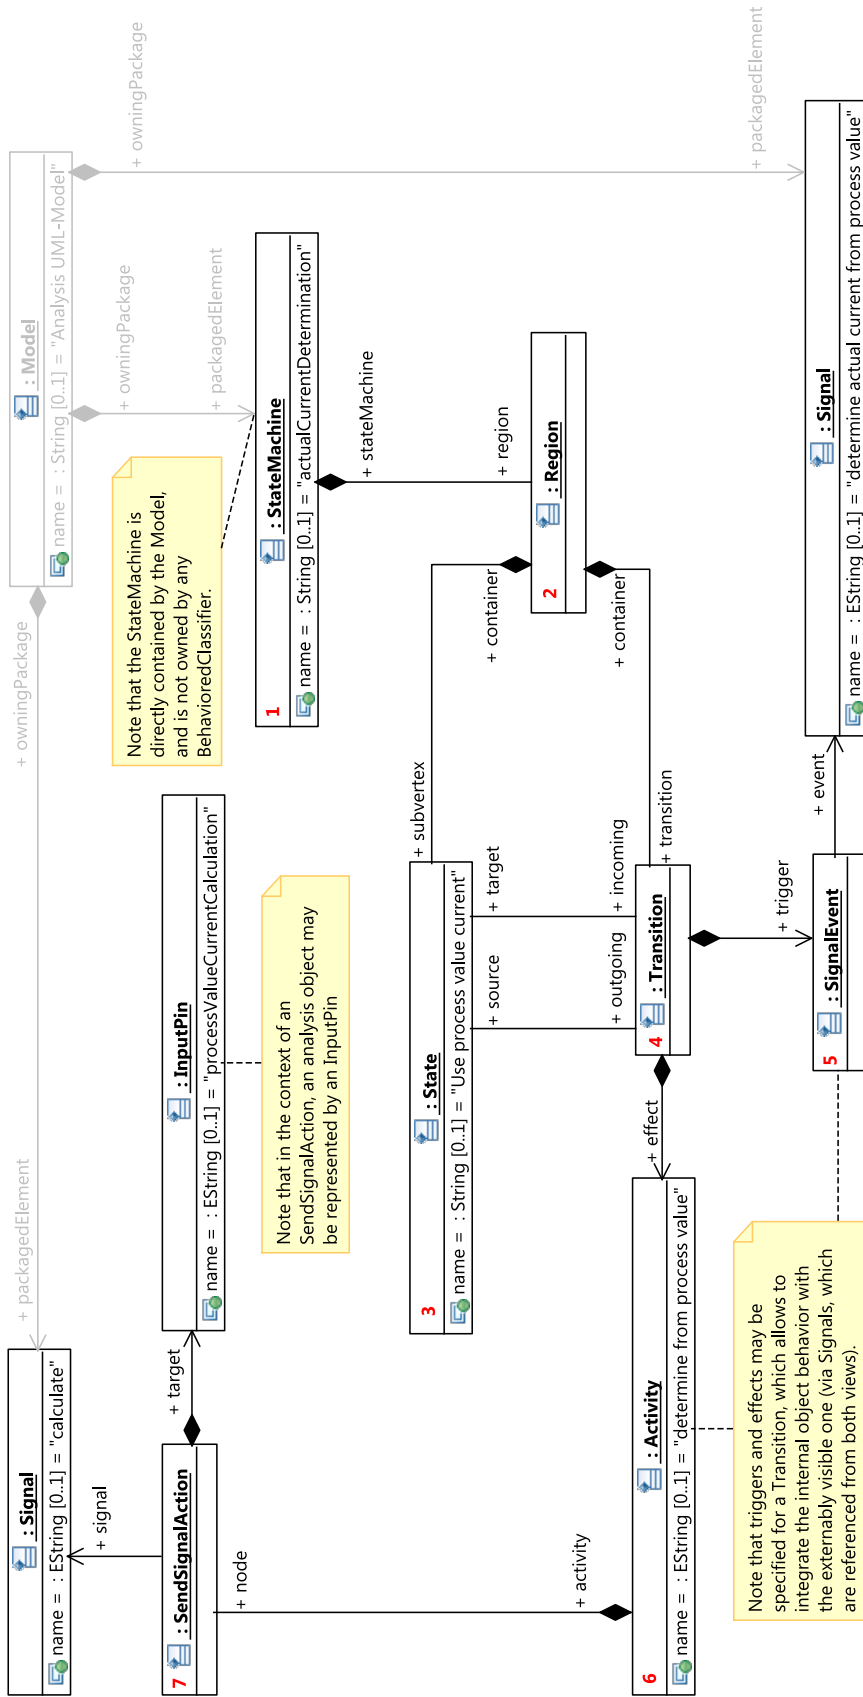 : Signal
name = : EString [0..1] = "calculate"
+ packagedElement
+ owningPackage
: Model
name = : String [0..1] = "Analysis UML-Model"
+ owningPackage
+ packagedElement
+ owningPackage
+ packagedElement
+ signal
7
: SendSignalAction
+ target
: InputPin
name = : EString [0..1] = "processValueCurrentCalculation"
Note that in the context of an
SendSignalAction, an analysis object may
be represented by an InputPin
Note that the StateMachine is
directly contained by the Model,
and is not owned by any
BehavioredClassifier.
1
: StateMachine
name = : String [0..1] = "actualCurrentDetermination"
+ stateMachine
+ region
2
: Region
+ container
+ subvertex
+ container
+ transition
3
: State
name = : String [0..1] = "Use process value current"
+ source
+ target
+ outgoing
+ incoming
4
: Transition
+ effect
+ trigger
+ node
+ activity
6
: Activity
name = : EString [0..1] = "determine from process value"
5
: SignalEvent
+ event
: Signal
name = : EString [0..1] = "determine actual current from process value"
Note that triggers and effects may be
specified for a Transition, which allows to
integrate the internal object behavior with
the externably visible one (via Signals, which
are referenced from both views).